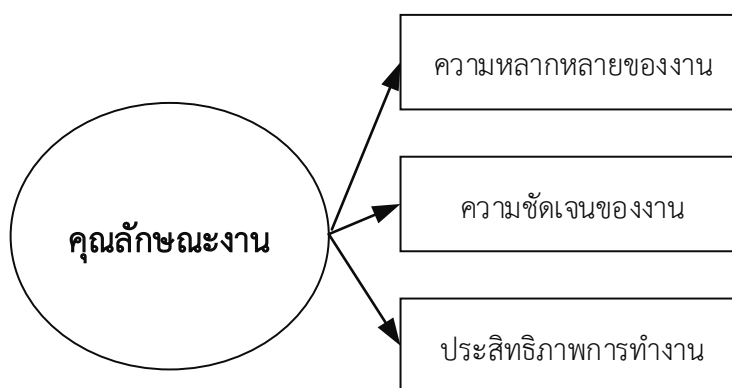 ความหลากหลายของงาน
ความชัดเจนของงาน
คุณลักษณะงาน
ประสิทธิภาพการทำงาน